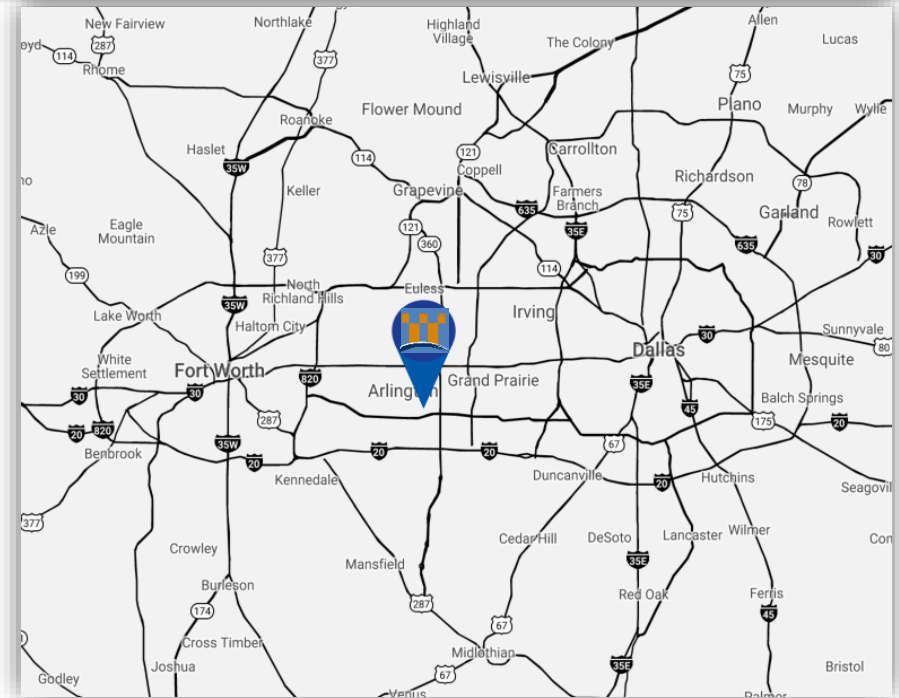 New Fairview
Northlake
Highland
Village
The Colony
Allen
Lucas
oyd
114
287
Rhome
377
Lewisville
75
Plano
Murphy
Wylie
Flower Mound
Roanoke
Haslet
35W
114
121
Coppell
Carrollton
Richardson
78
Keller
Grapevine
Farmers
Branch
635
75
Garland
Rowlett
Azle
Eagle
Mountain
121
360
35E
635
30
377
114
199
North
Richland Hills
Euless
35W
Lake Worth
Haltom City
Irving
30
Sunnyvale
80
White
Settlement
Fort Worth
Dallas
Mesquite
820
Arlington
Grand Prairie
35E
30
30
45
Balch Springs
287
175
20
820
35W
67
20
Benbrook
20
20
20
Kennedale
Duncanville
20
Hutchins
Seagovil
377
Crowley
Cedar Hill
DeSoto
Lancaster
Wilmer
Con
Mansfield
35E
Burleson
287
Red Oak
Ferris
174
67
45
Cross Timber
Midlothian
Joshua
35E
Bristol
Godley
67
Venus
Palmer